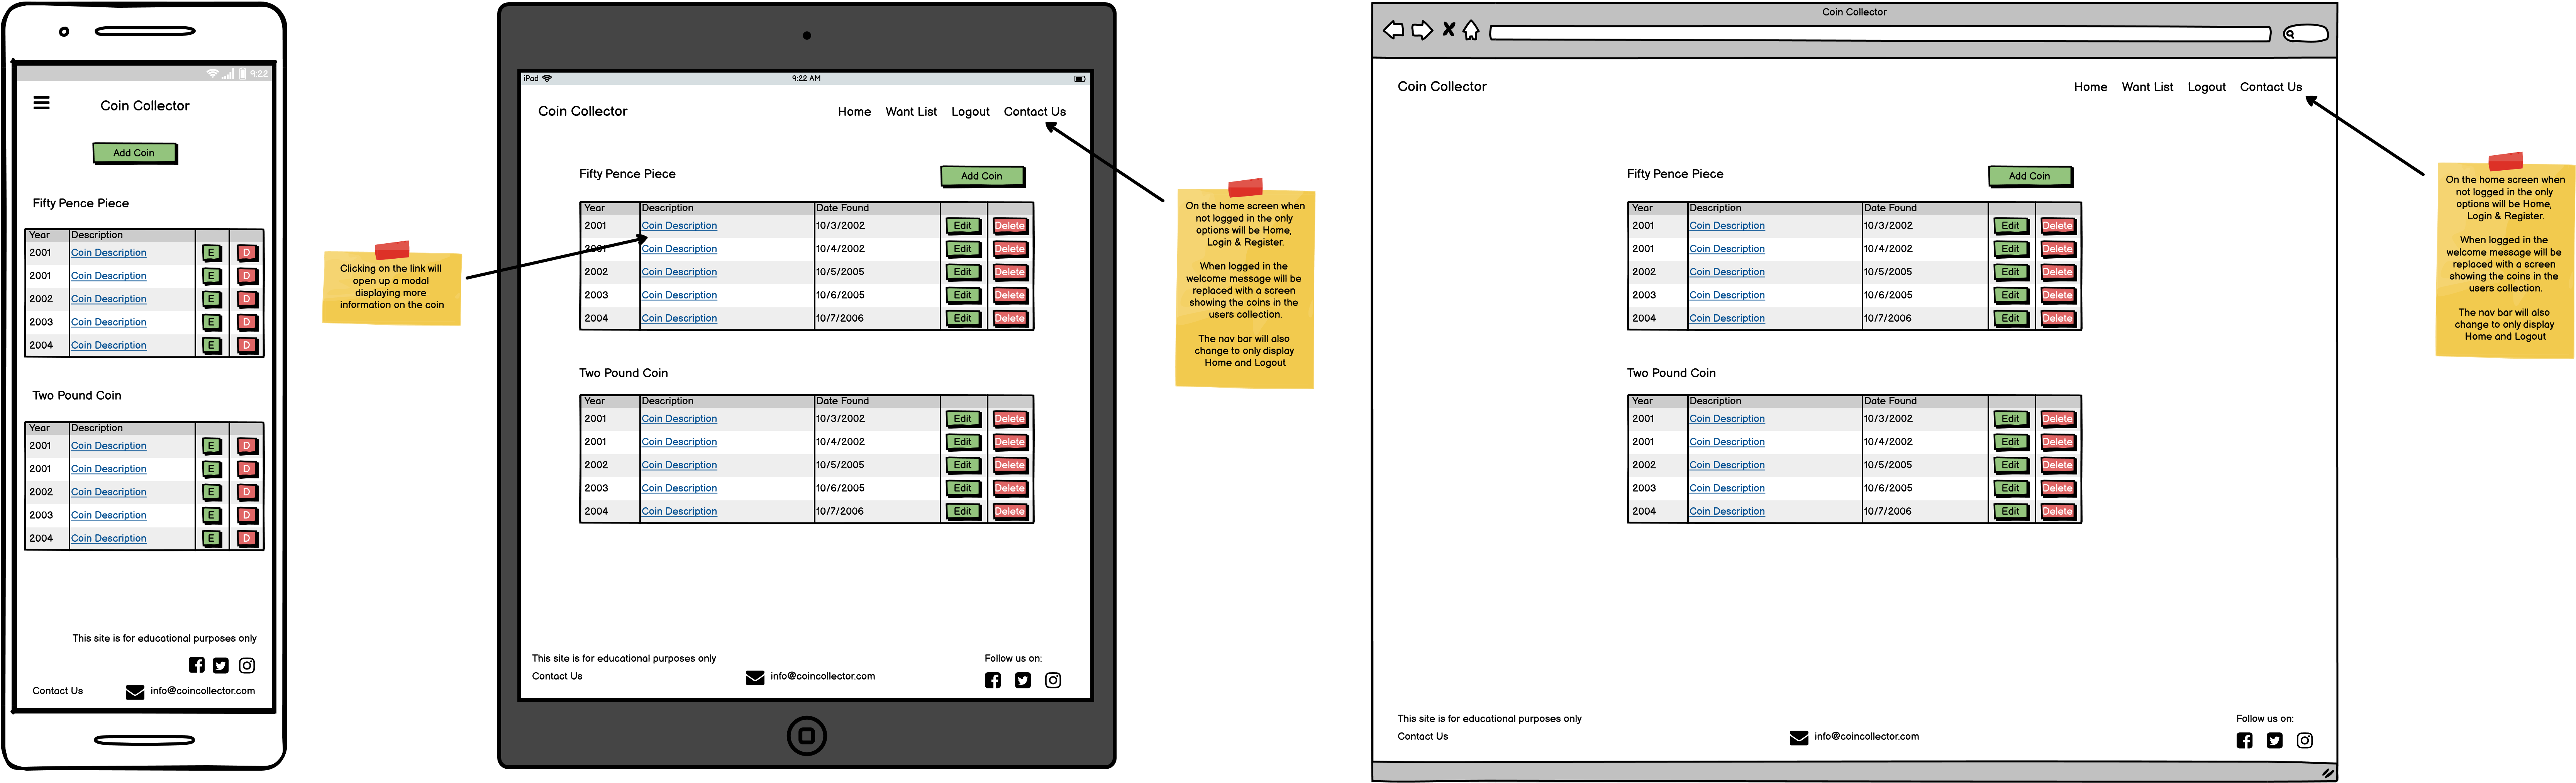 9:22
Coin Collector
Add Coin
Fifty Pence Piece
Year Description
2001 Coin Description E D
2001 Coin Description E D
2002 Coin Description E D
2003 Coin Description E D
2004 Coin Description E D
Two Pound Coin
Year Description
2001 Coin Description E D
2001 Coin Description E D
2002 Coin Description E D
2003 Coin Description E D
2004 Coin Description E D
This site is for educational purposes only
Contact Us info@coincollector.com
Clicking on the link will
open up a modal
displaying more
information on the coin
iPad 9:22 AM
Coin Collector Home Want List Logout Contact Us
Fifty Pence Piece Add Coin
Year Description Date Found
2001 Coin Description 10/3/2002 Edit Delete
2001 Coin Description 10/4/2002 Edit Delete
2002 Coin Description 10/5/2005 Edit Delete
2003 Coin Description 10/6/2005 Edit Delete
2004 Coin Description 10/7/2006 Edit Delete
Two Pound Coin
Year Description Date Found
2001 Coin Description 10/3/2002 Edit Delete
2001 Coin Description 10/4/2002 Edit Delete
2002 Coin Description 10/5/2005 Edit Delete
2003 Coin Description 10/6/2005 Edit Delete
2004 Coin Description 10/7/2006 Edit Delete
This site is for educational purposes only Follow us on:
Contact Us info@coincollector.com
On the home screen when
not logged in the only
options will be Home,
Login & Register.
When logged in the
welcome message will be
replaced with a screen
showing the coins in the
users collection.
The nav bar will also
change to only display
Home and Logout
Coin Collector
Coin Collector Home Want List Logout Contact Us
Fifty Pence Piece Add Coin
Year Description Date Found
2001 Coin Description 10/3/2002 Edit Delete
2001 Coin Description 10/4/2002 Edit Delete
2002 Coin Description 10/5/2005 Edit Delete
2003 Coin Description 10/6/2005 Edit Delete
2004 Coin Description 10/7/2006 Edit Delete
Two Pound Coin
Year Description Date Found
2001 Coin Description 10/3/2002 Edit Delete
2001 Coin Description 10/4/2002 Edit Delete
2002 Coin Description 10/5/2005 Edit Delete
2003 Coin Description 10/6/2005 Edit Delete
2004 Coin Description 10/7/2006 Edit Delete
This site is for educational purposes only Follow us on:
Contact Us info@coincollector.com
On the home screen when
not logged in the only
options will be Home,
Login & Register.
When logged in the
welcome message will be
replaced with a screen
showing the coins in the
users collection.
The nav bar will also
change to only display
Home and Logout